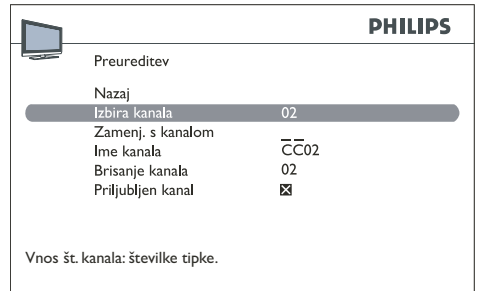 PHILIPS
Preureditev
Nazaj
Izbira kanala 02
Zamenj. s kanalom _ _
Ime kanala CC02
Brisanje kanala 02
Priljubljen kanal ☒
Vnos št. kanala: številke tipke.